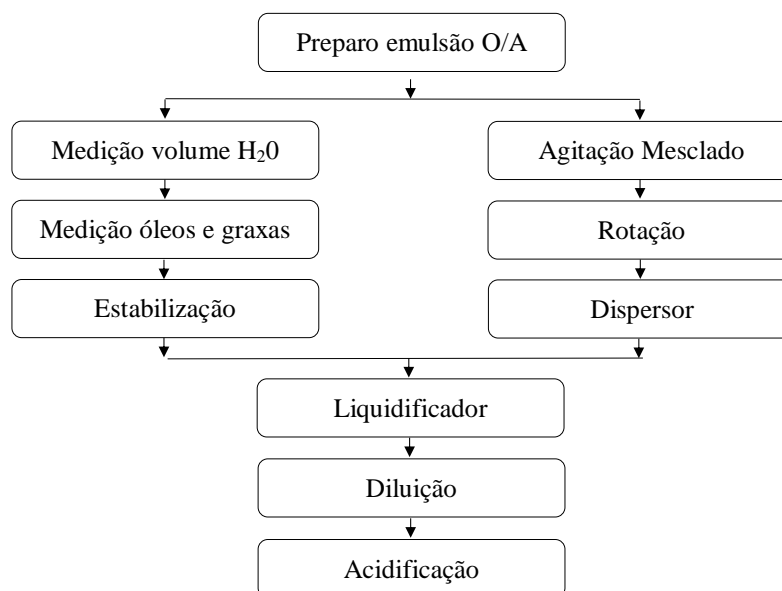 Preparo emulsão O/A
Medição volume H₂0
Agitação Mesclado
Medição óleos e graxas
Rotação
Estabilização
Dispersor
Liquidificador
Diluição
Acidificação